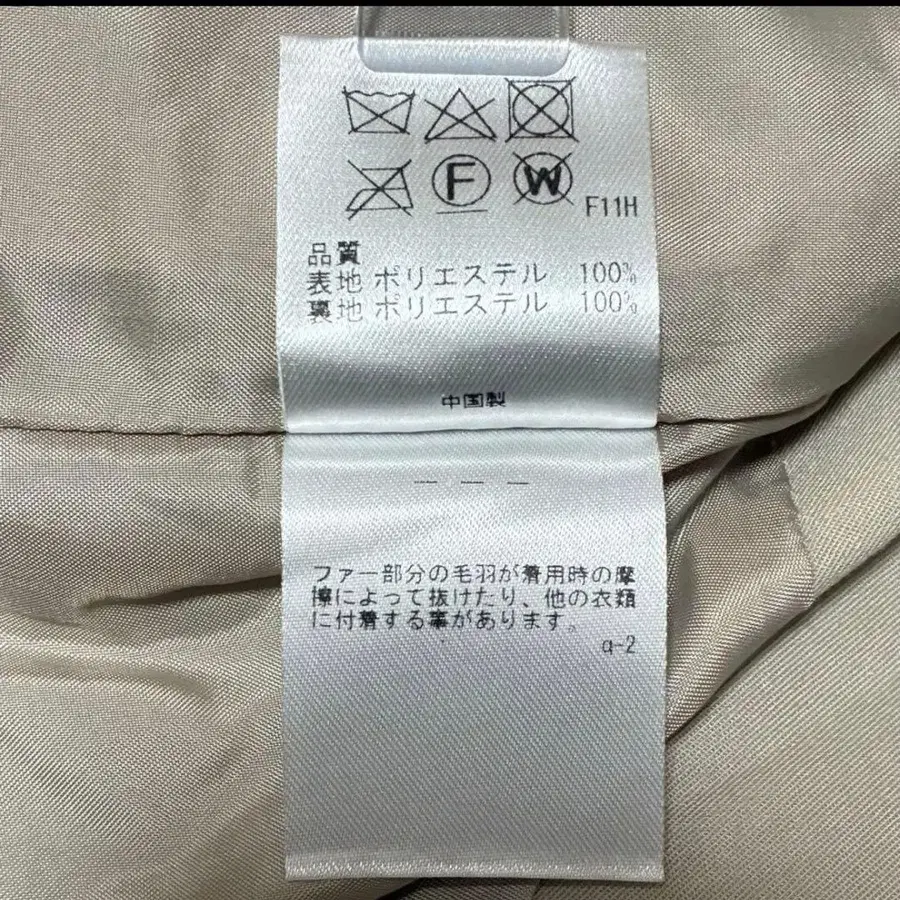 F W F11H
品質
表地 ポリエステル 100%
裏地 ポリエステル 100%
中国製
ファー部分の毛羽が着用時の摩
擦によって抜けたり、他の衣類
に付着する事があります。
q-2